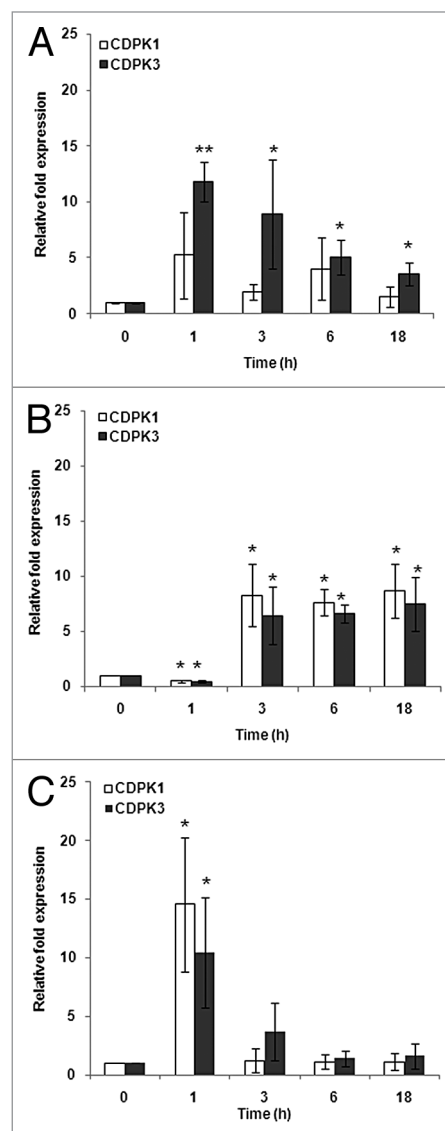 A
CDPK1
CDPK3
Relative fold expression
25
20
15
10
5
0
** * * *
0 1 3 6 18
Time (h)
B
CDPK1
CDPK3
Relative fold expression
25
20
15
10
5
0
* * * * * * * *
0 1 3 6 18
Time (h)
C
CDPK1
CDPK3
Relative fold expression
25
20
15
10
5
0
* *
0 1 3 6 18
Time (h)